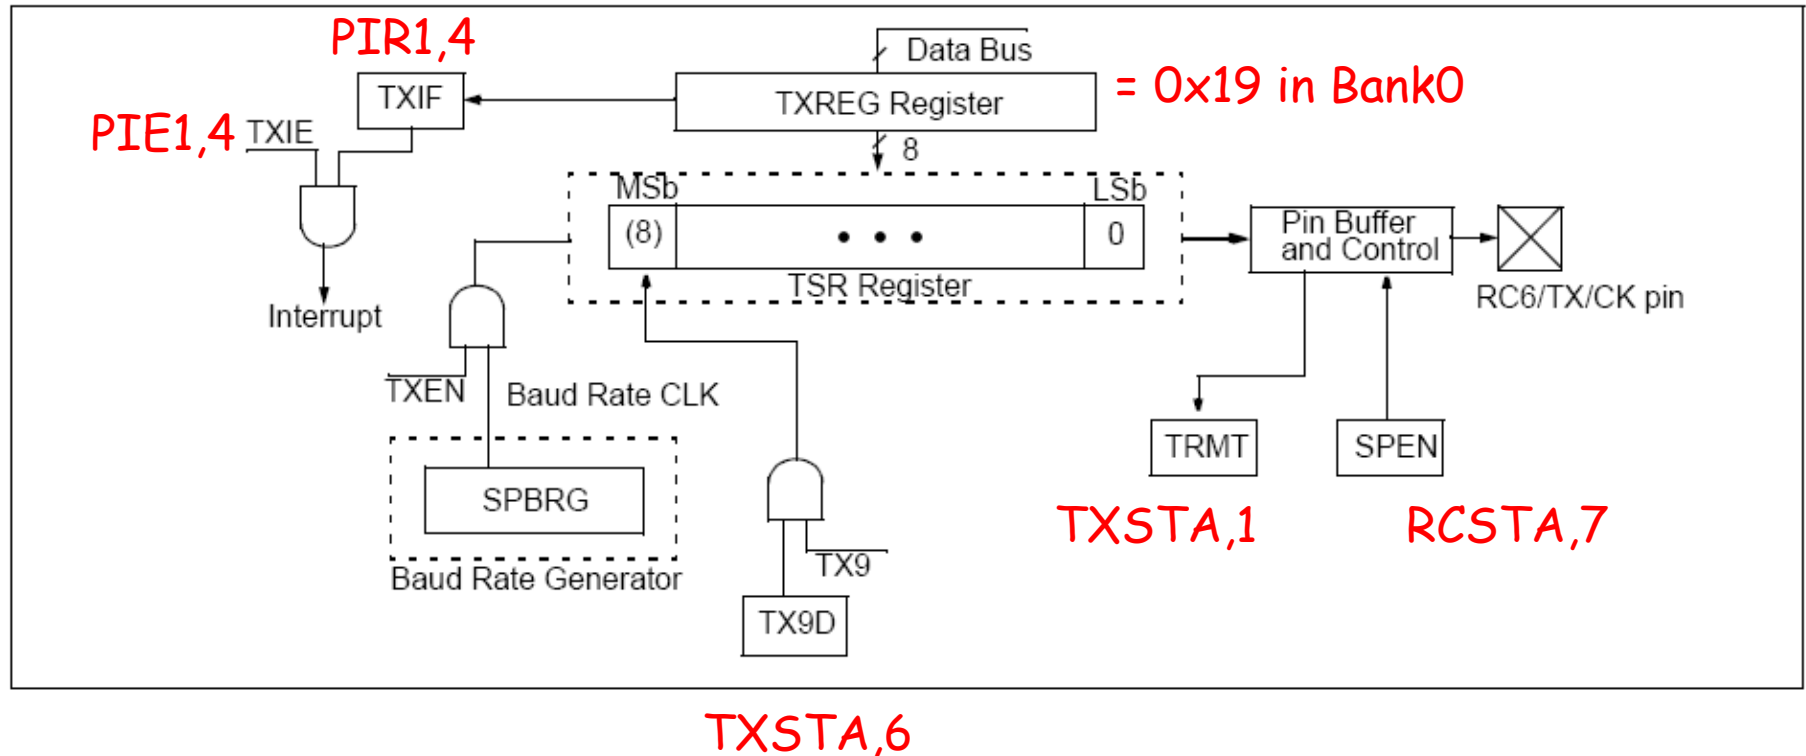 PIR1,4
Data Bus
TXIF
TXREG Register
= 0x19 in Bank0
PIE1,4
TXIE
8
MSb
LSb
(8)
• • •
0
Pin Buffer
and Control
TSR Register
RC6/TX/CK pin
Interrupt
TXEN
Baud Rate CLK
TRMT
SPEN
SPBRG
TXSTA,1
RCSTA,7
TX9
Baud Rate Generator
TX9D
TXSTA,6